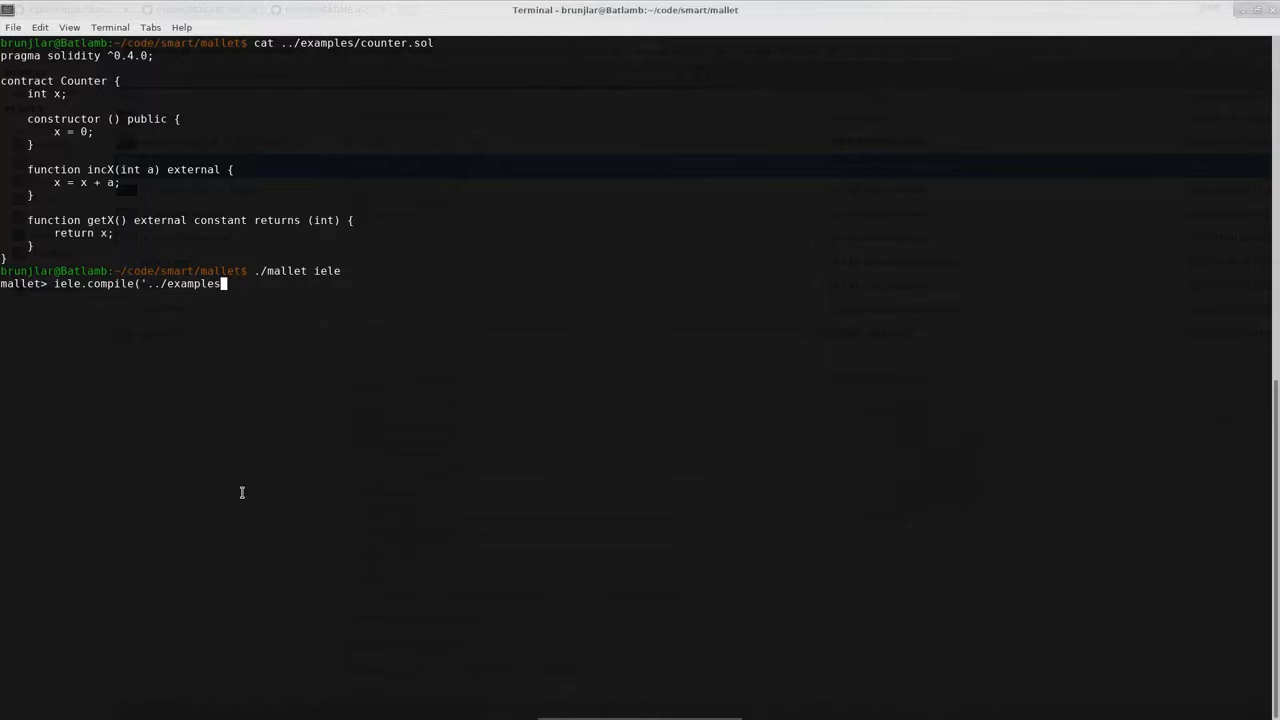 Terminal - brunjlar@Batlamb:~/code/smart/mallet
File Edit View Terminal Tabs Help
brunjlar@Batlamb:~/code/smart/mallet$ cat ../examples/counter.sol
pragma solidity ^0.4.0;
contract Counter {
    int x;
    constructor () public {
        x = 0;
    }
    function incX(int a) external {
        x = x + a;
    }
    function getX() external constant returns (int) {
        return x;
    }
}
brunjlar@Batlamb:~/code/smart/mallet$ ./mallet iele
mallet> iele.compile('../examples